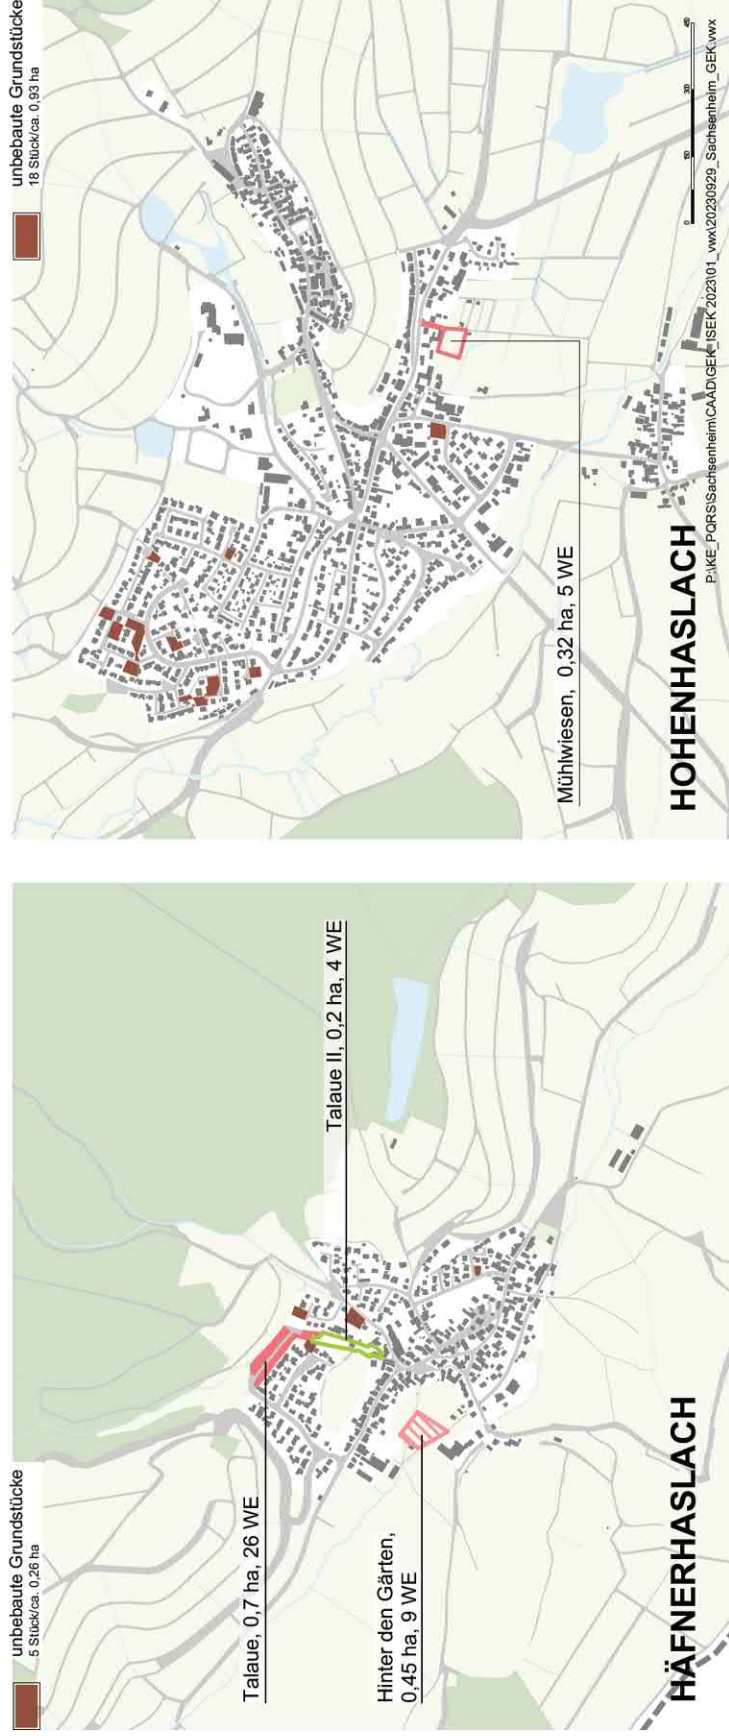 unbebaute Grundstücke
5 Stück/ca. 0,26 ha
Talaue, 0,7 ha, 26 WE
Talaue II, 0,2 ha, 4 WE
Hinter den Gärten,
0,45 ha, 9 WE
HÄFNERHASLACH
unbebaute Grundstücke
18 Stück/ca. 0,93 ha
Mühlwiesen, 0,32 ha, 5 WE
HOHENHASLACH
0
P:\KE_PQRS\Sachsenheim\CAAD\GEK_ISEK 2023\01_vwx\20230929_Sachsenheim_GEK.vwx